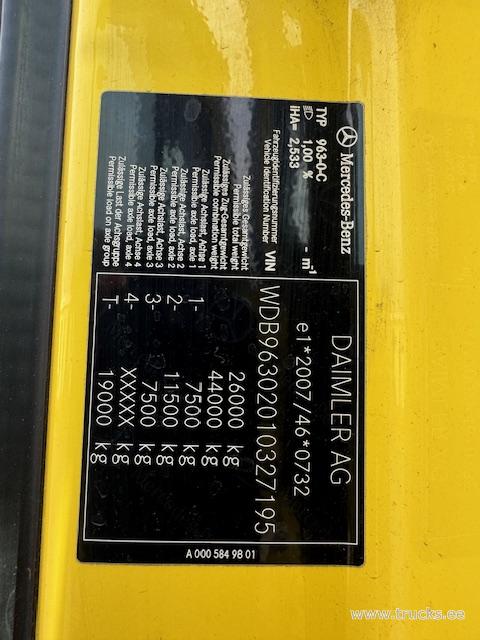 Mercedes-Benz
TYP 963-0-C
1,00 % - m⁻¹
iHA= 2,533
DAIMLER AG
e1*2007/46*0732
Fahrzeugidentifizierungsnummer
Vehicle Identification Number VIN WDB96302010327195
Zulässiges Gesamtgewicht
Permissible total weight 26000 kg
Zulässiges Zug-Gesamtgewicht
Permissible combination weight 44000 kg
Zulässige Achslast, Achse 1
Permissible axle load, axle 1 1- 7500 kg
Zulässige Achslast, Achse 2
Permissible axle load, axle 2 2- 11500 kg
Zulässige Achslast, Achse 3
Permissible axle load, axle 3 3- 7500 kg
Zulässige Achslast, Achse 4
Permissible axle load, axle 4 4- XXXXX kg
Zulässige Last der Achsgruppe
Permissible load on axle group T- 19000 kg
A 000 584 98 01
www.trucks.ee